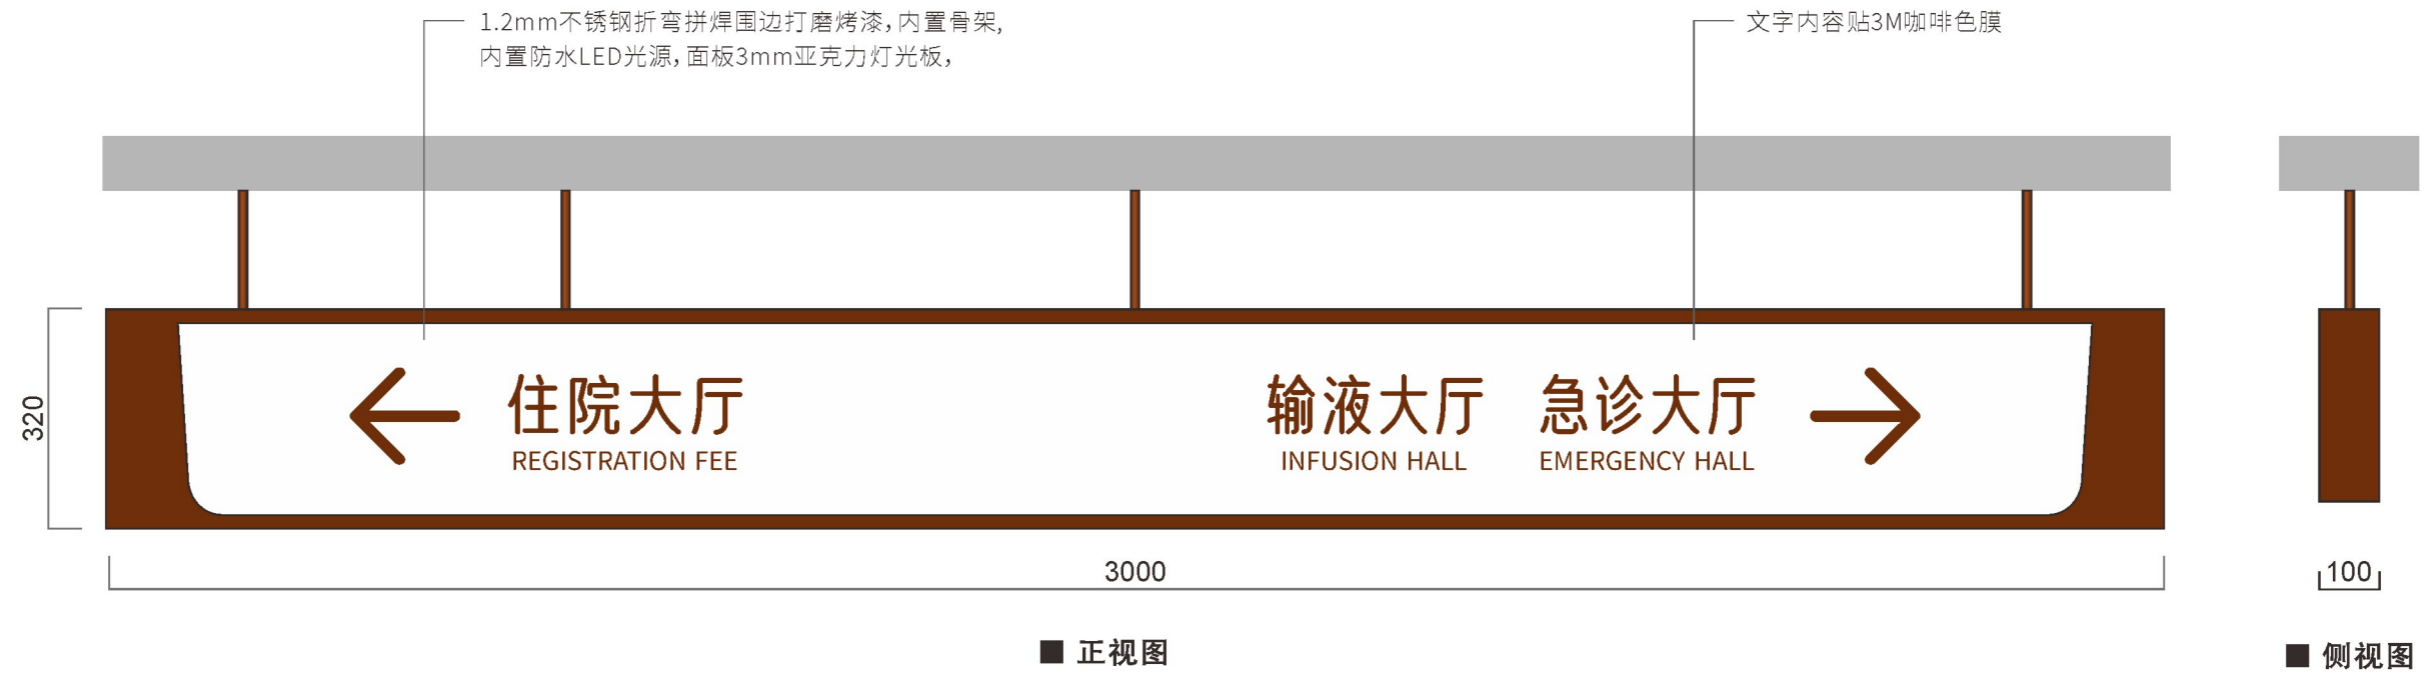 1.2mm不锈钢折弯拼焊围边打磨烤漆,内置骨架,
内置防水LED光源,面板3mm亚克力灯光板,
文字内容贴3M咖啡色膜
320
住院大厅
REGISTRATION FEE
输液大厅
INFUSION HALL
急诊大厅
EMERGENCY HALL
3000
100
■ 正视图
■ 侧视图